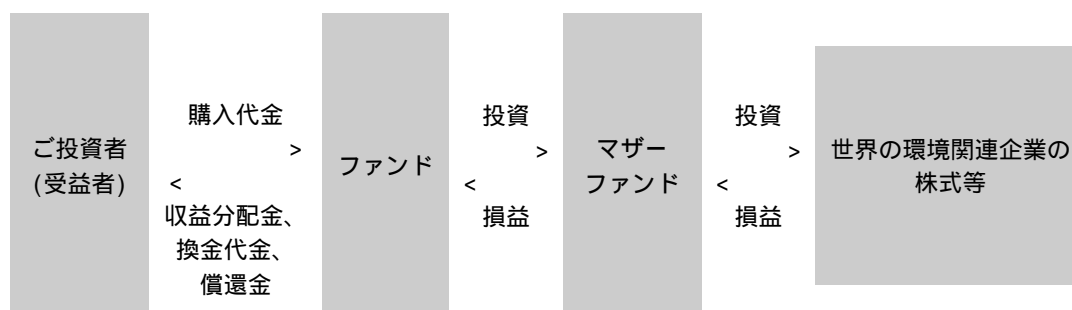 ご投資者
(受益者)
購入代金
>
<
収益分配金、
換金代金、
償還金
ファンド
投資
>
<
損益
マザー
ファンド
投資
>
<
損益
世界の環境関連企業の
株式等